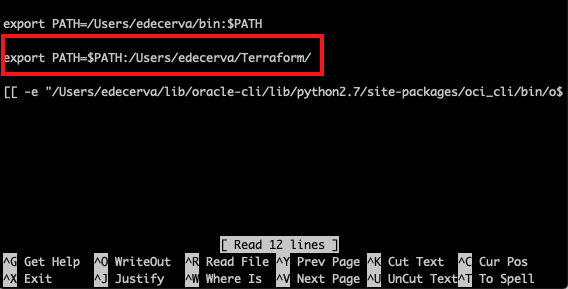 export PATH=/Users/edecerva/bin:$PATH
export PATH=$PATH:/Users/edecerva/Terraform/
[[ -e "/Users/edecerva/lib/oracle-cli/lib/python2.7/site-packages/oci_cli/bin/o$
[ Read 12 lines ]
^G Get Help ^O WriteOut ^R Read File ^Y Prev Page ^K Cut Text ^C Cur Pos
^X Exit ^J Justify ^W Where Is ^V Next Page ^U UnCut Text^T To Spell